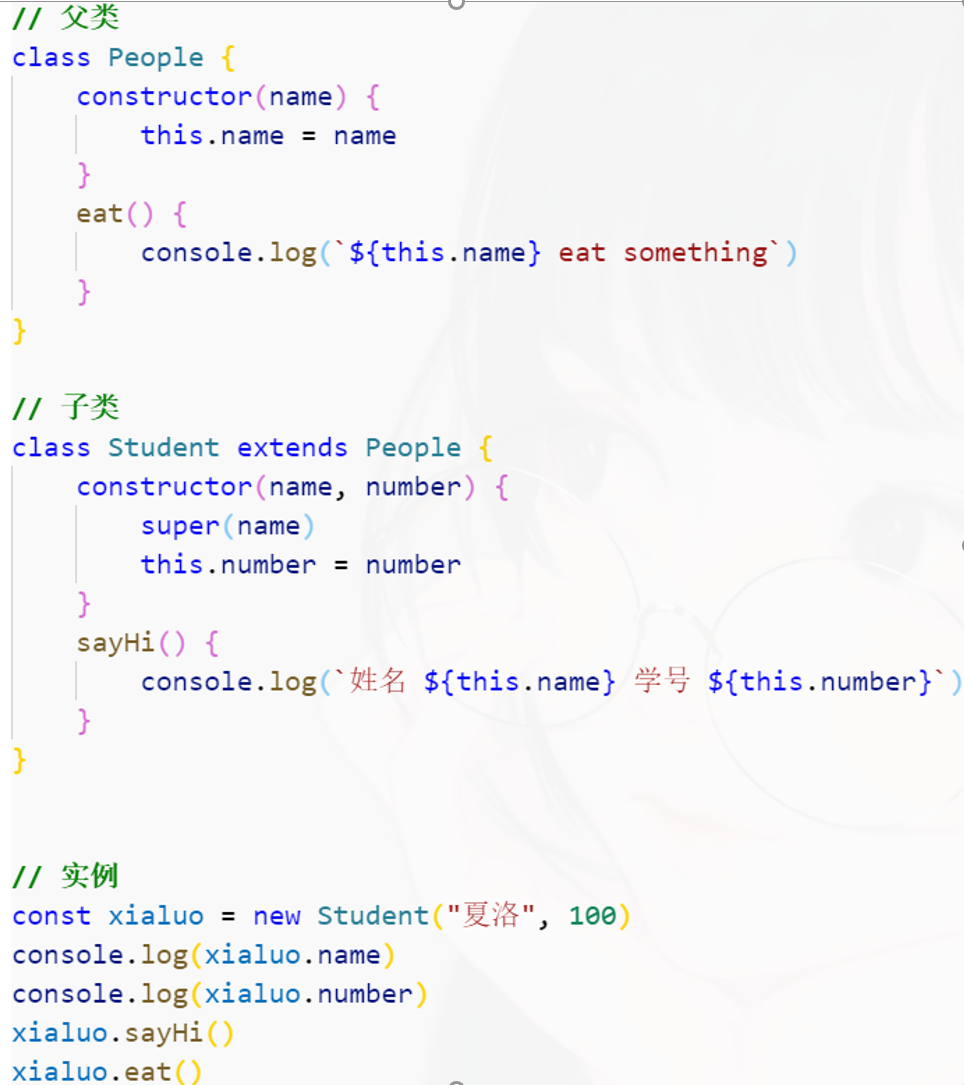 // 父类
class People {
constructor(name) {
this.name = name
}
eat() {
console.log(`${this.name} eat something`)
}
}
// 子类
class Student extends People {
constructor(name, number) {
super(name)
this.number = number
}
sayHi() {
console.log(`姓名 ${this.name} 学号 ${this.number}`)
}
}
// 实例
const xialuo = new Student("夏洛", 100)
console.log(xialuo.name)
console.log(xialuo.number)
xialuo.sayHi()
xialuo.eat()